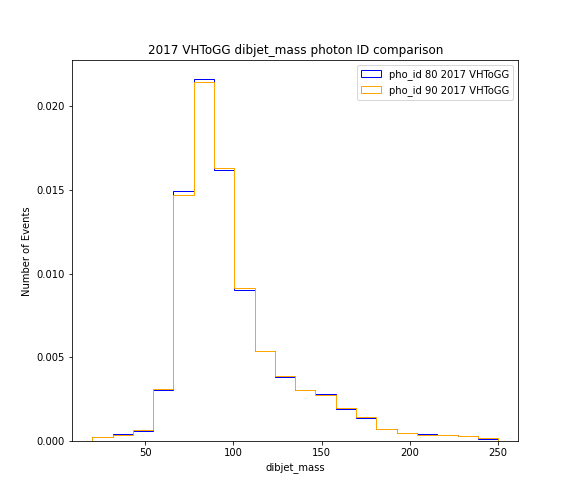 2017 VHToGG dibjet_mass photon ID comparison
pho_id 80 2017 VHToGG
pho_id 90 2017 VHToGG
Number of Events
0.020
0.015
0.010
0.005
0.000
50
100
150
200
250
dibjet_mass